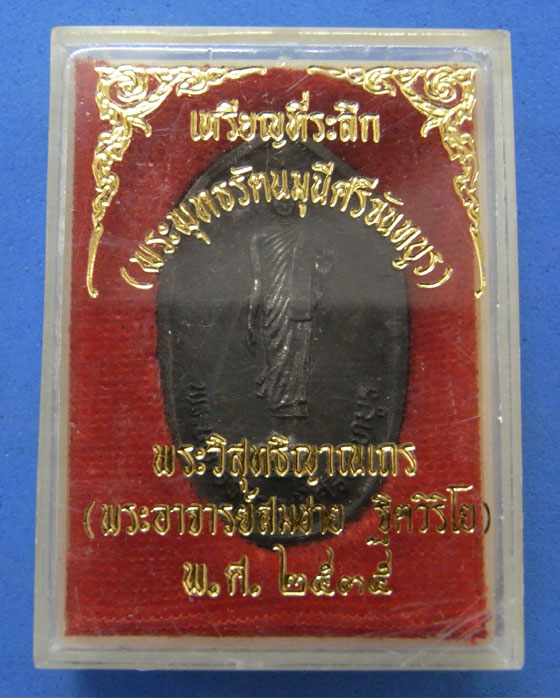 เหรียญที่ระลึก
(พระพุทธรัตนมุนีศรีจันทบูร)
พระวิสุทธิญาณเถร
(พระอาจารย์สมชาย ฐิตวิริโย)
พ.ศ. ๒๕๓๕